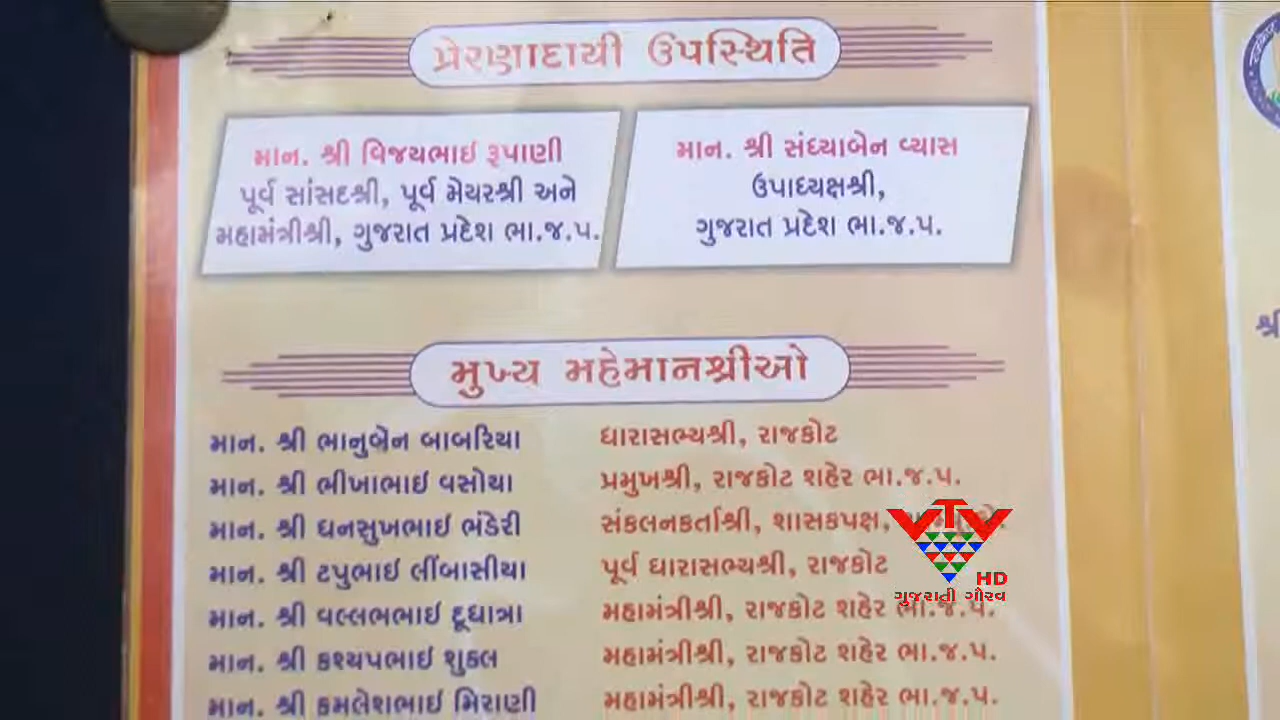 પ્રેરણાદાયી ઉપસ્થિતિ
માન. શ્રી વિજયભાઈ રૂપાણી
પૂર્વ સાંસદશ્રી, પૂર્વ મેયરશ્રી અને
મહામંત્રીશ્રી, ગુજરાત પ્રદેશ ભા.જ.પ.
માન. શ્રી સંધ્યાબેન વ્યાસ
ઉપાધ્યક્ષશ્રી,
ગુજરાત પ્રદેશ ભા.જ.પ.
મુખ્ય મહેમાનશ્રીઓ
માન. શ્રી ભાનુબેન બાબરિયા ધારાસભ્યશ્રી, રાજકોટ
માન. શ્રી ભીખાભાઈ વસોયા પ્રમુખશ્રી, રાજકોટ શહેર ભા.જ.પ.
માન. શ્રી ધનસુખભાઈ ભંડેરી સંકલનકર્તાશ્રી, શાસકપક્ષ,
માન. શ્રી ટપુભાઈ લીંબાસીયા પૂર્વ ધારાસભ્યશ્રી, રાજકોટ
માન. શ્રી વલ્લભભાઈ દૂધાત્રા મહામંત્રીશ્રી, રાજકોટ શહેર ભા.જ.પ.
માન. શ્રી કશ્યપભાઈ શુકલ મહામંત્રીશ્રી, રાજકોટ શહેર ભા.જ.પ.
માન. શ્રી કમલેશભાઈ મિરાણી મહામંત્રીશ્રી, રાજકોટ શહેર ભા.જ.પ.
VTV
HD
ગુજરાતી ગૌરવ
શ્રી